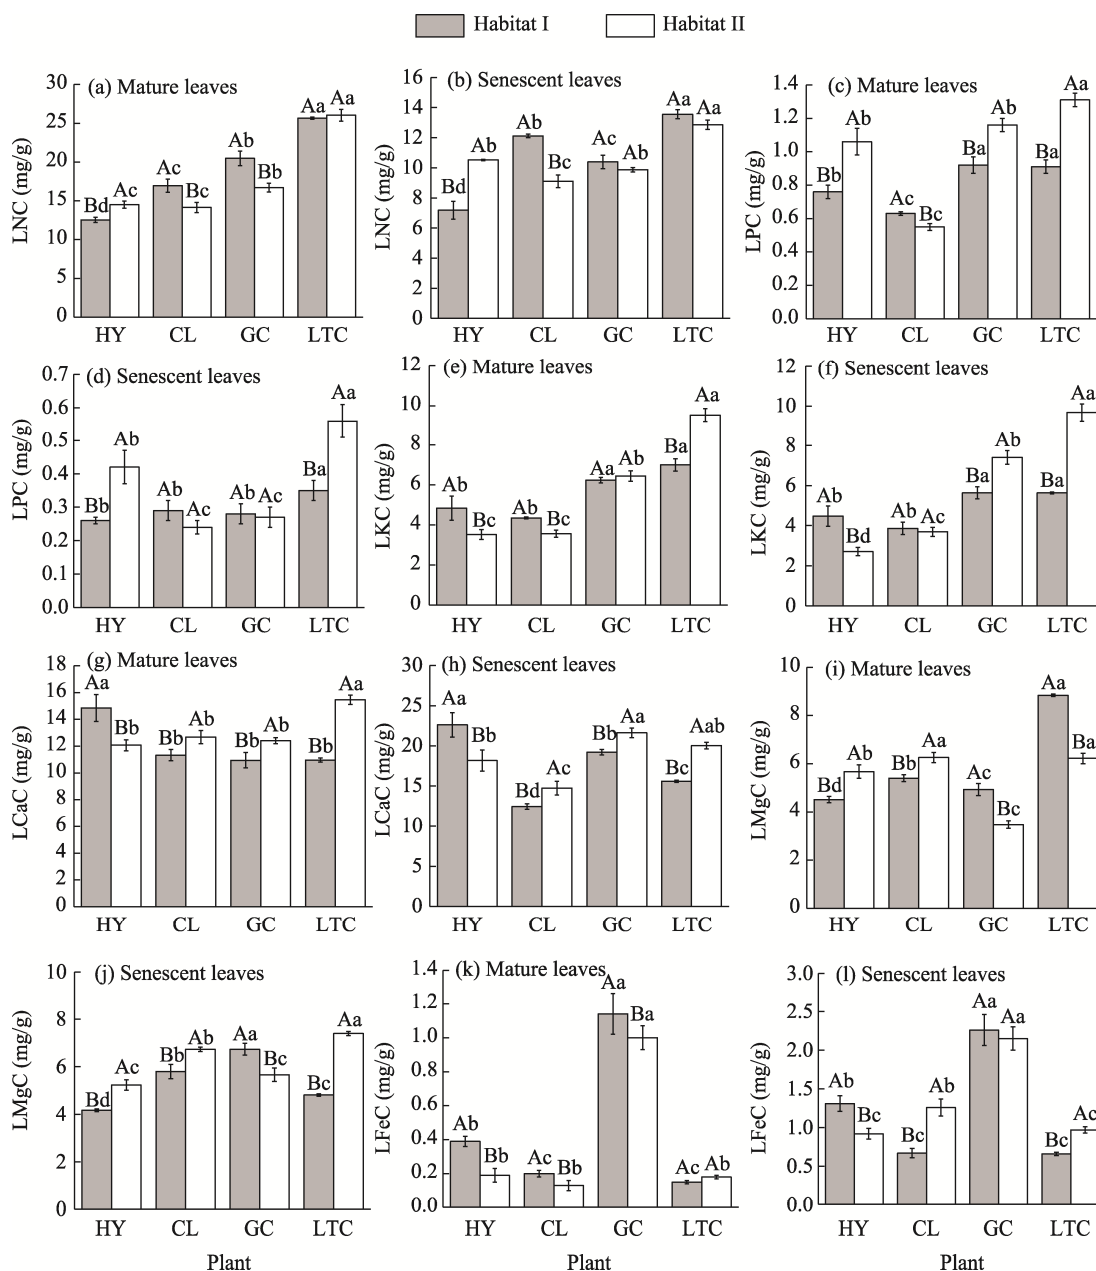 Habitat I Habitat II
(a) Mature leaves
LNC (mg/g)
30
25
20
15
10
5
0
Bd Ac Ac Bc Ab Bb Aa Aa
HY CL GC LTC
(b) Senescent leaves
LNC (mg/g)
16
14
12
10
8
6
4
2
0
Bd Ab Ab Bc Ac Ab Aa Aa
HY CL GC LTC
(c) Mature leaves
LPC (mg/g)
1.4
1.2
1.0
0.8
0.6
0.4
0.2
0.0
Bb Ab Ac Bc Ba Ab Ba Aa
HY CL GC LTC
(d) Senescent leaves
LPC (mg/g)
0.7
0.6
0.5
0.4
0.3
0.2
0.1
0.0
Bb Ab Ab Ac Ab Ac Ba Aa
HY CL GC LTC
(e) Mature leaves
LKC (mg/g)
12
10
8
6
4
2
0
Ab Bc Ab Bc Aa Ab Ba Aa
HY CL GC LTC
(f) Senescent leaves
LKC (mg/g)
12
10
8
6
4
2
0
Ab Bd Ab Ac Ba Ab Ba Aa
HY CL GC LTC
(g) Mature leaves
LCaC (mg/g)
18
16
14
12
10
8
6
4
2
0
Aa Bb Bb Ab Bb Ab Bb Aa
HY CL GC LTC
(h) Senescent leaves
LCaC (mg/g)
30
25
20
15
10
5
0
Aa Bb Bd Ac Bb Aa Bc Aab
HY CL GC LTC
(i) Mature leaves
LMgC (mg/g)
10
8
6
4
2
0
Bd Ab Bb Aa Ac Bc Aa Ba
HY CL GC LTC
(j) Senescent leaves
LMgC (mg/g)
10
8
6
4
2
0
Bd Ac Bb Ab Aa Bc Bc Aa
HY CL GC LTC
Plant
(k) Mature leaves
LFeC (mg/g)
1.4
1.2
1.0
0.8
0.6
0.4
0.2
0.0
Ab Bb Ac Bb Aa Ba Ac Ab
HY CL GC LTC
Plant
(l) Senescent leaves
LFeC (mg/g)
3.0
2.5
2.0
1.5
1.0
0.5
0.0
Ab Bc Bc Ab Aa Aa Bc Ac
HY CL GC LTC
Plant